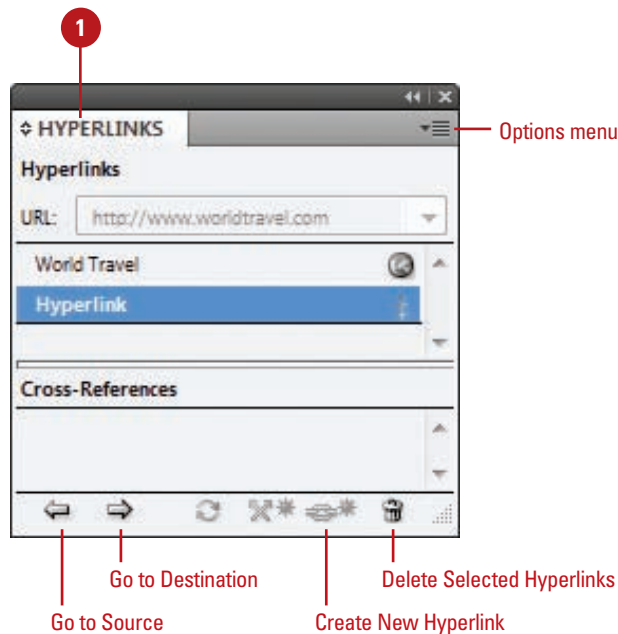 1
HYPERLINKS
Options menu
Hyperlinks
URL: http://www.worldtravel.com
World Travel
Hyperlink
Cross-References
Go to Destination
Delete Selected Hyperlinks
Go to Source
Create New Hyperlink